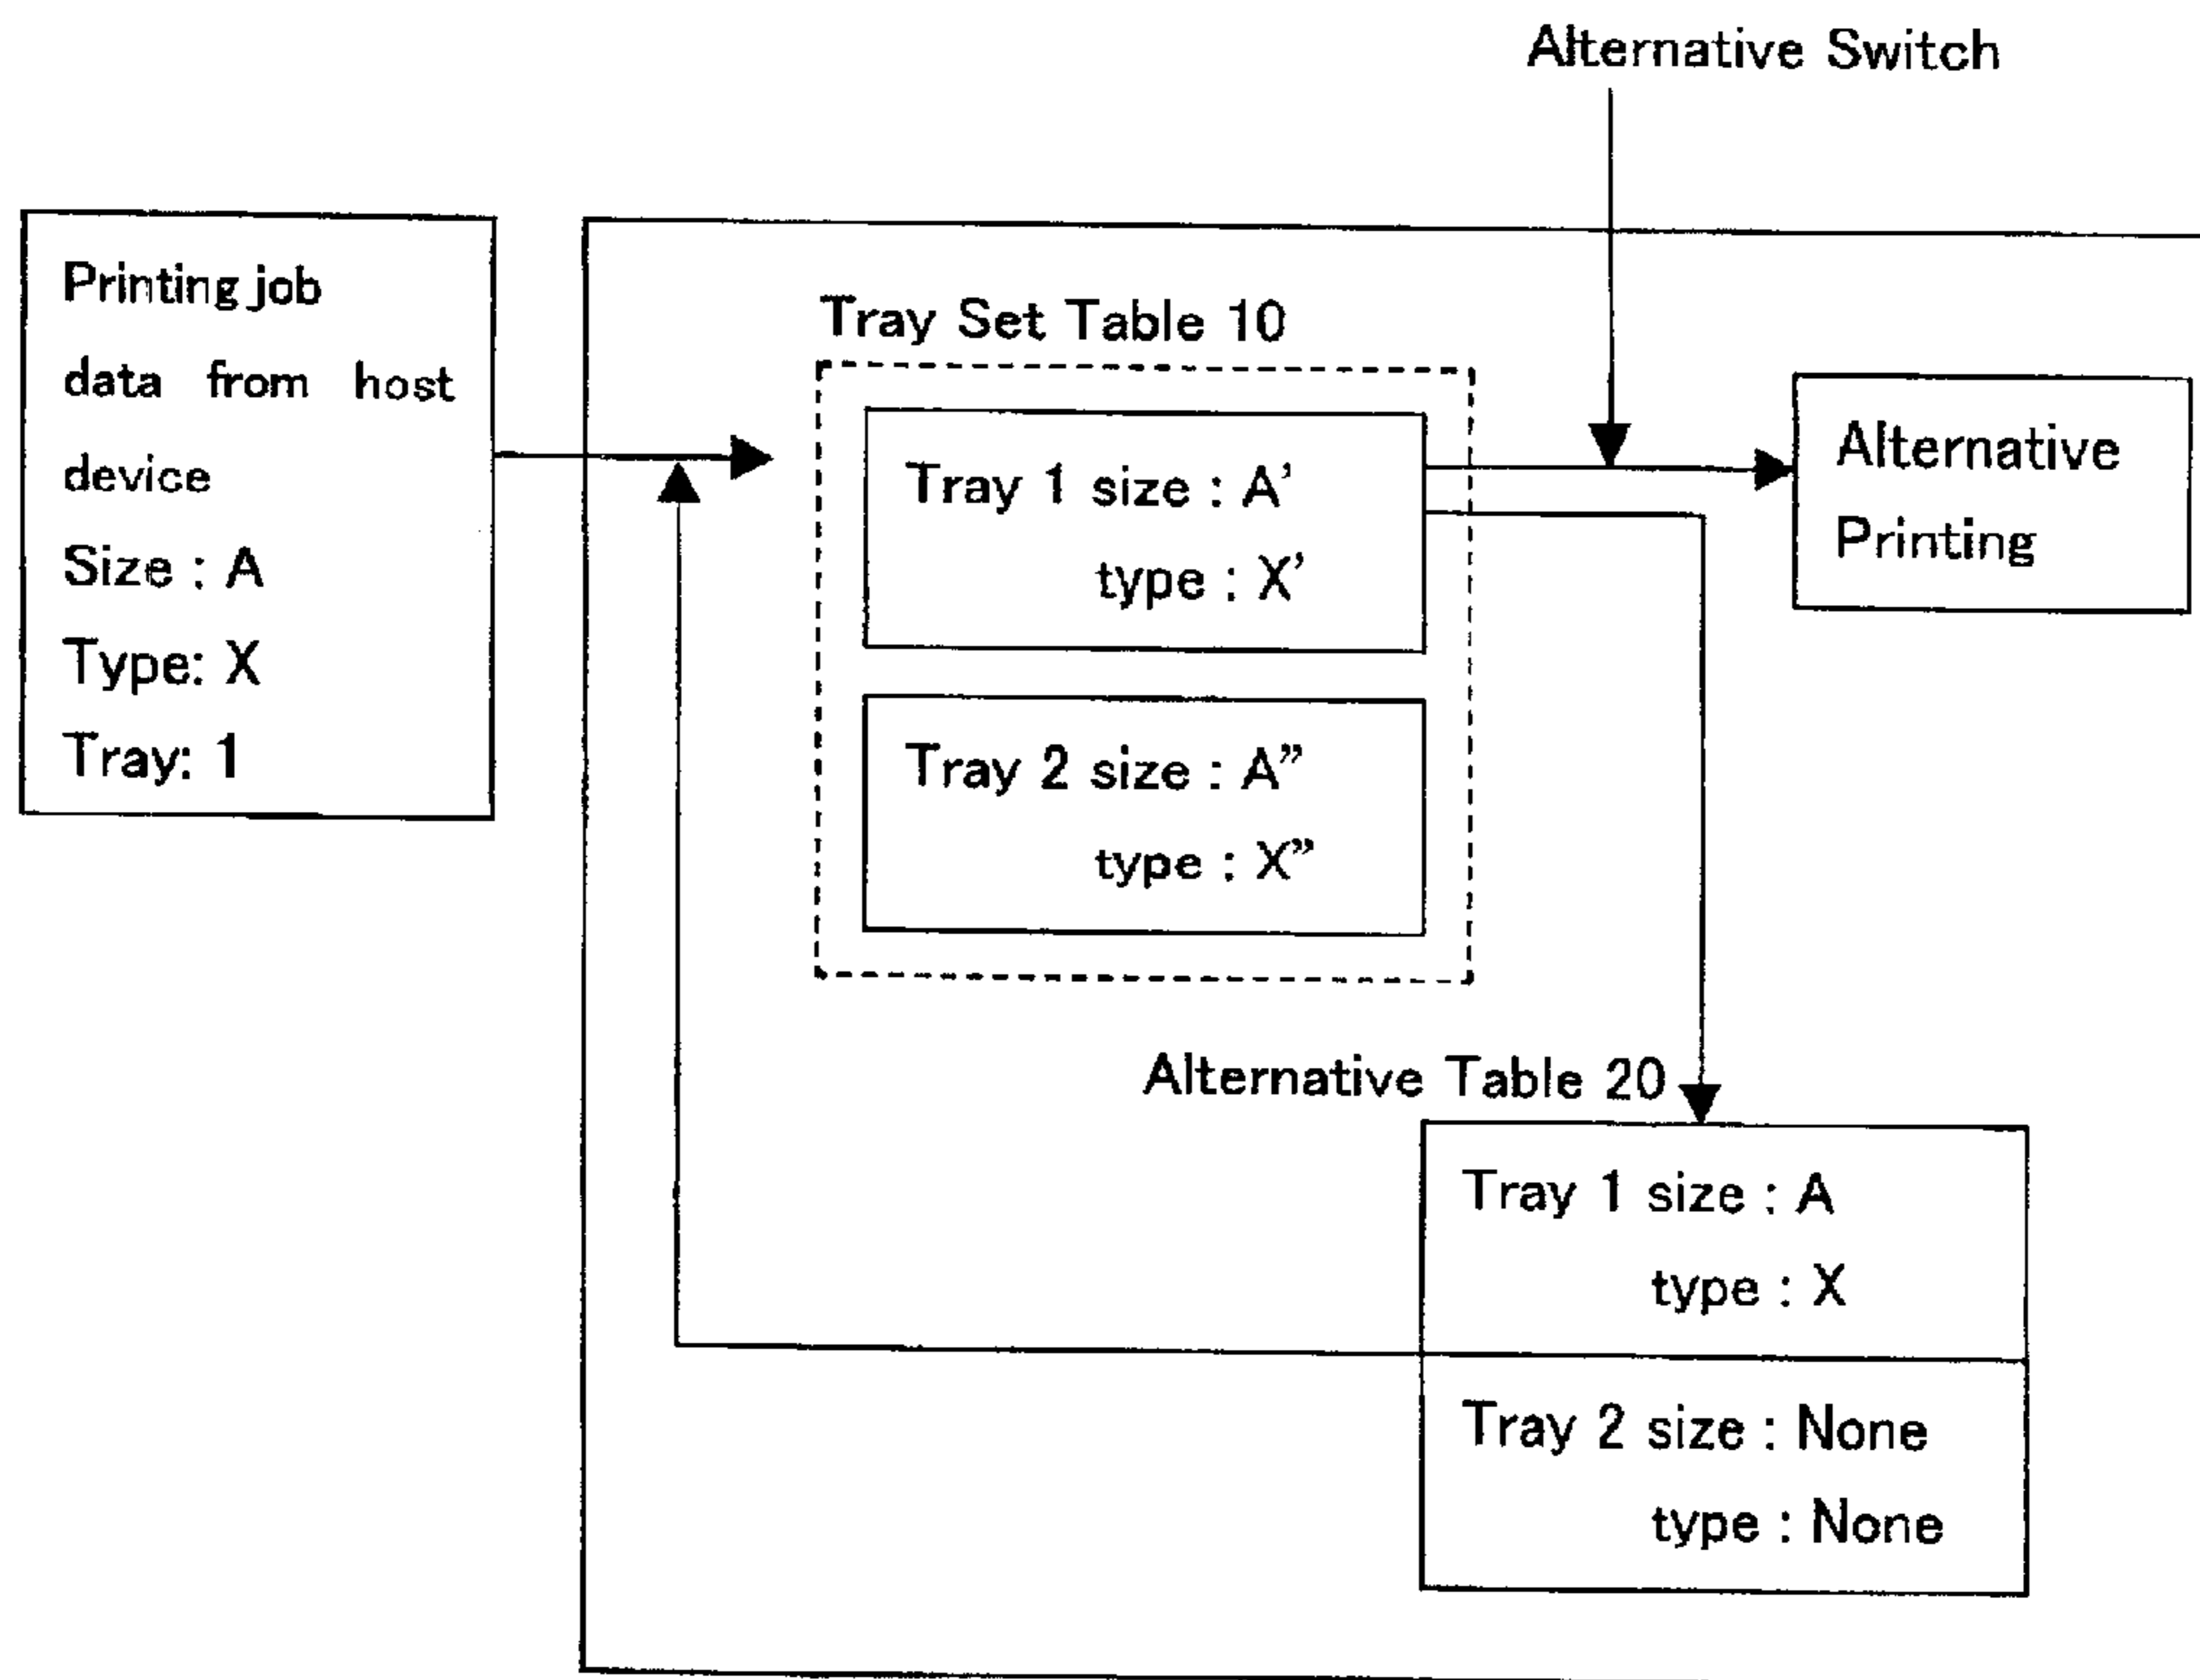 Alternative Switch
Printing job
data from host
device
Size : A
Type: X
Tray: 1
Tray Set Table 10
Tray 1 size : A'
type : X'
Tray 2 size : A”
type : X”
Alternative
Printing
Alternative Table 20
Tray 1 size : A
type : X
Tray 2 size : None
type : None